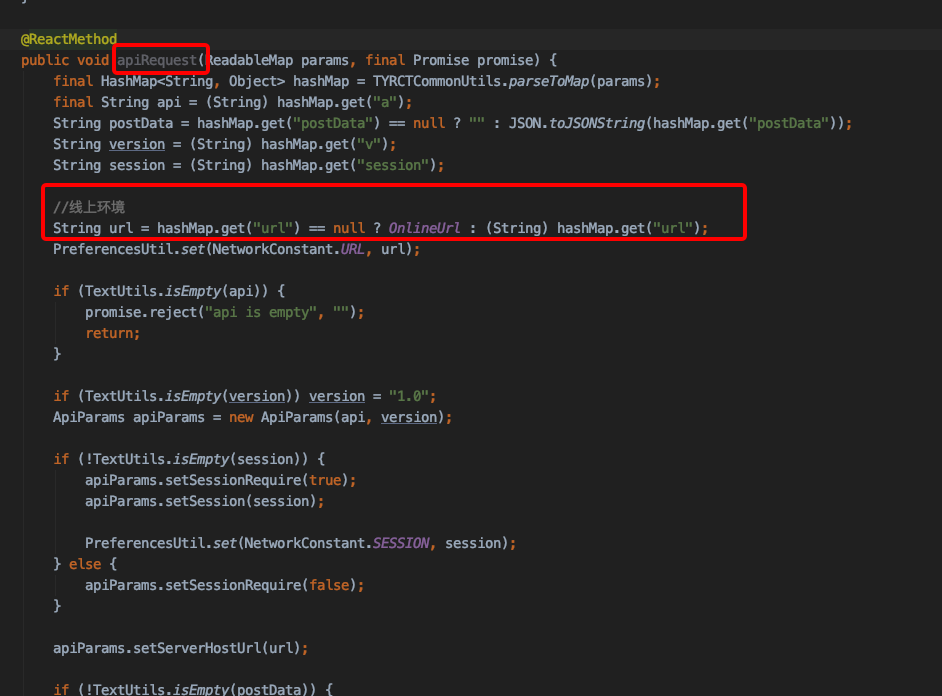 }
@ReactMethod
public void apiRequest(ReadableMap params, final Promise promise) {
final HashMap<String, Object> hashMap = TYRCTCommonUtils.parseToMap(params);
final String api = (String) hashMap.get("a");
String postData = hashMap.get("postData") == null ? "" : JSON.toJSONString(hashMap.get("postData"));
String version = (String) hashMap.get("v");
String session = (String) hashMap.get("session");
//线上环境
String url = hashMap.get("url") == null ? OnlineUrl : (String) hashMap.get("url");
PreferencesUtil.set(NetworkConstant.URL, url);
if (TextUtils.isEmpty(api)) {
promise.reject("api is empty", "");
return;
}
if (TextUtils.isEmpty(version)) version = "1.0";
ApiParams apiParams = new ApiParams(api, version);
if (!TextUtils.isEmpty(session)) {
apiParams.setSessionRequire(true);
apiParams.setSession(session);
PreferencesUtil.set(NetworkConstant.SESSION, session);
} else {
apiParams.setSessionRequire(false);
}
apiParams.setServerHostUrl(url);
if (!TextUtils.isEmpty(postData)) {